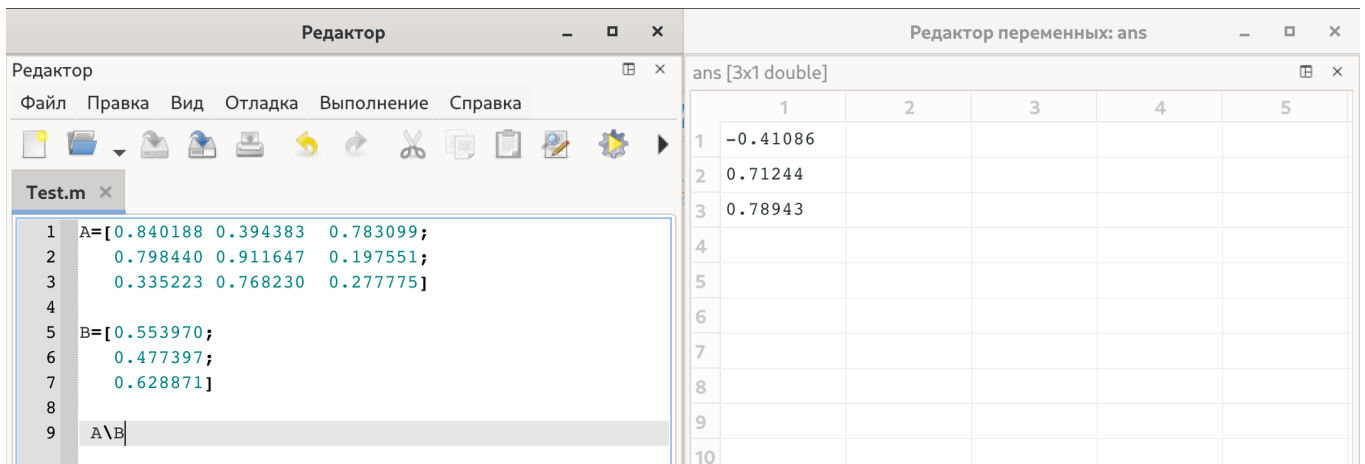 Редактор
Редактор
Файл Правка Вид Отладка Выполнение Справка
Test.m
1 A=[0.840188 0.394383 0.783099;
2 0.798440 0.911647 0.197551;
3 0.335223 0.768230 0.277775]
4
5 B=[0.553970;
6 0.477397;
7 0.628871]
8
9 A\B
Редактор переменных: ans
ans [3x1 double]
1 2 3 4 5
1 -0.41086
2 0.71244
3 0.78943
4
5
6
7
8
9
10